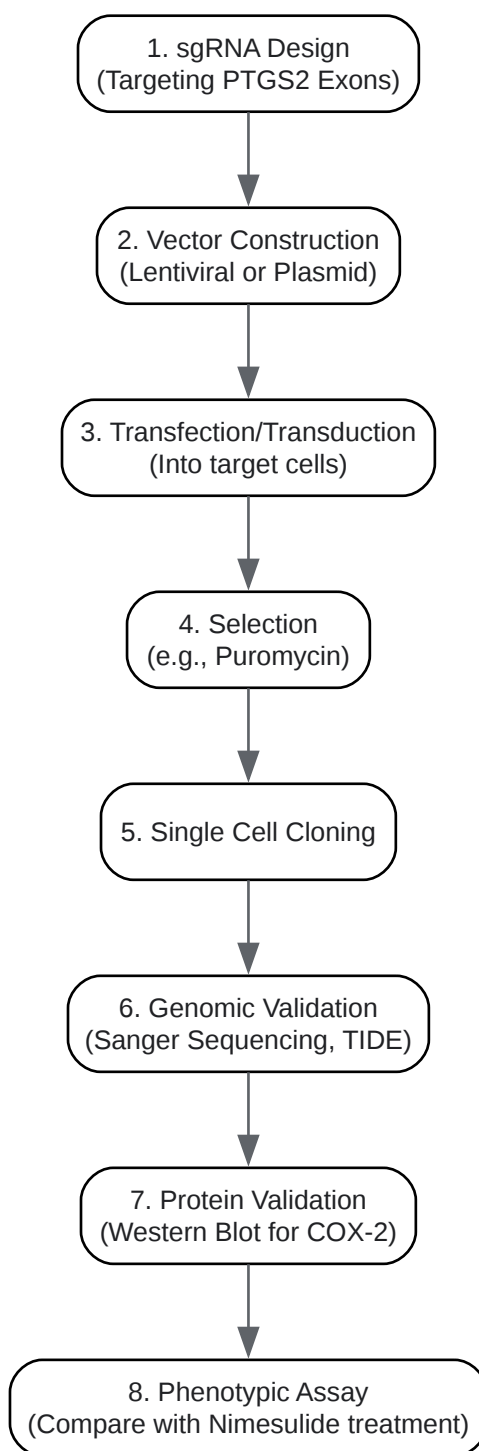 1. sgRNA Design
(Targeting PTGS2 Exons)
2. Vector Construction
(Lentiviral or Plasmid)
3. Transfection/Transduction
(Into target cells)
4. Selection
(e.g., Puromycin)
5. Single Cell Cloning
6. Genomic Validation
(Sanger Sequencing, TIDE)
7. Protein Validation
(Western Blot for COX-2)
8. Phenotypic Assay
(Compare with Nimesulide treatment)